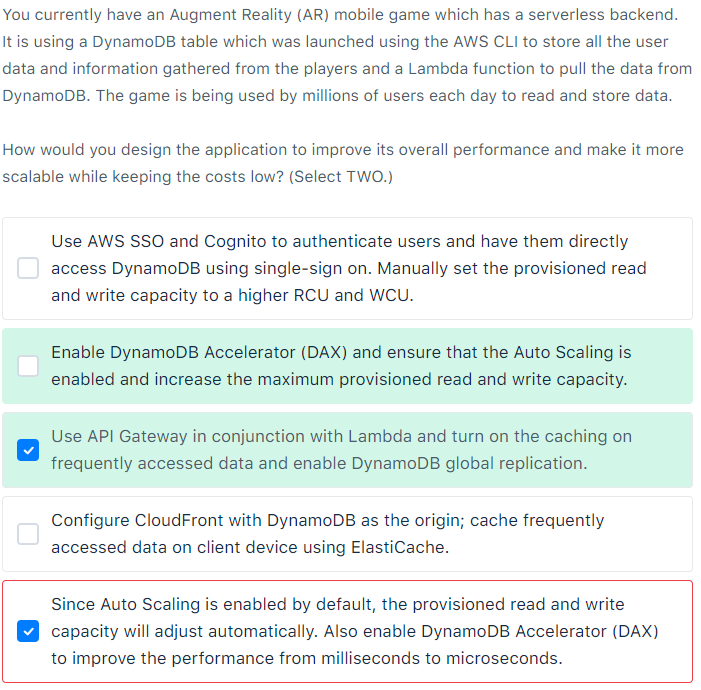 You currently have an Augment Reality (AR) mobile game which has a serverless backend.
It is using a DynamoDB table which was launched using the AWS CLI to store all the user
data and information gathered from the players and a Lambda function to pull the data from
DynamoDB. The game is being used by millions of users each day to read and store data.
How would you design the application to improve its overall performance and make it more
scalable while keeping the costs low? (Select TWO.)
Use AWS SSO and Cognito to authenticate users and have them directly
access DynamoDB using single-sign on. Manually set the provisioned read
and write capacity to a higher RCU and WCU.
Enable DynamoDB Accelerator (DAX) and ensure that the Auto Scaling is
enabled and increase the maximum provisioned read and write capacity.
Use API Gateway in conjunction with Lambda and turn on the caching on
frequently accessed data and enable DynamoDB global replication.
Configure CloudFront with DynamoDB as the origin; cache frequently
accessed data on client device using ElastiCache.
Since Auto Scaling is enabled by default, the provisioned read and write
capacity will adjust automatically. Also enable DynamoDB Accelerator (DAX)
to improve the performance from milliseconds to microseconds.